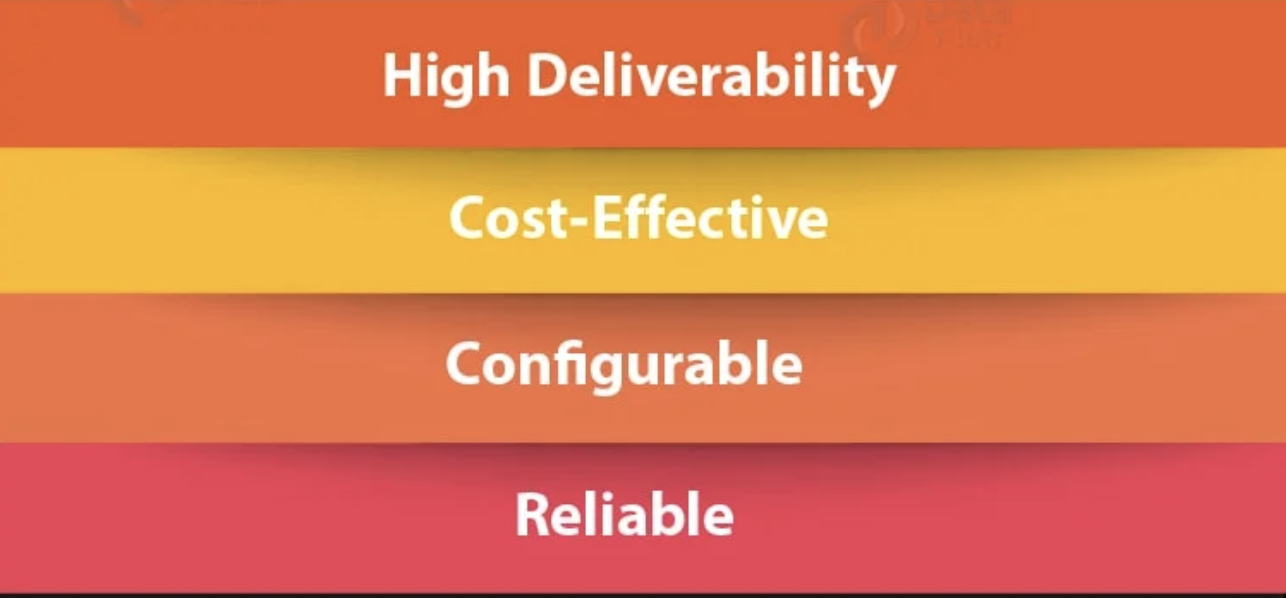 High Deliverability
Cost-Effective
Configurable
Reliable